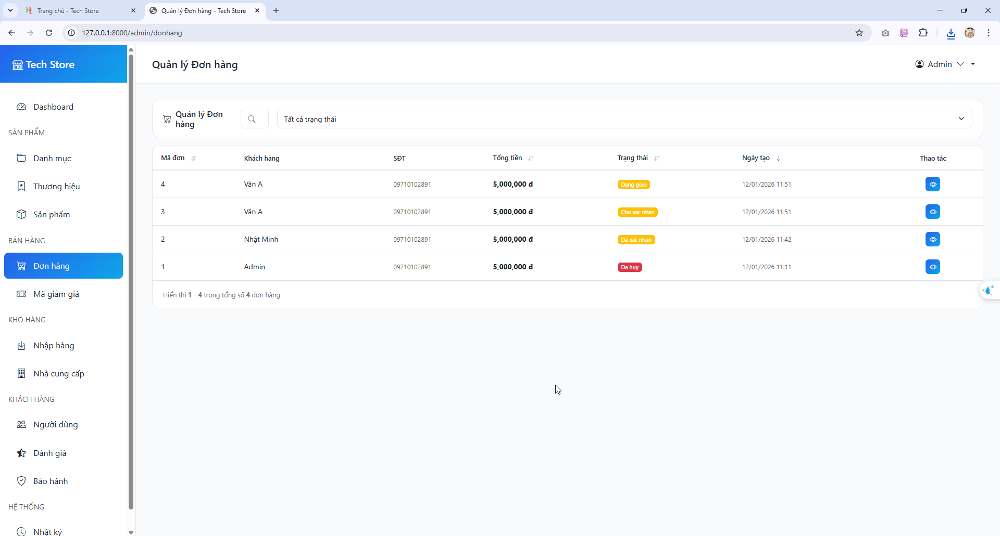 Trang chủ - Tech Store
Quản lý Đơn hàng - Tech Store
127.0.0.1:8000/admin/donhang
Tech Store
Quản lý Đơn hàng
Admin
Dashboard
SẢN PHẨM
Danh mục
Thương hiệu
Sản phẩm
BÁN HÀNG
Đơn hàng
Mã giảm giá
KHO HÀNG
Nhập hàng
Nhà cung cấp
KHÁCH HÀNG
Người dùng
Đánh giá
Bảo hành
HỆ THỐNG
Nhật ký
Quản lý Đơn
hàng
Tất cả trạng thái
Mã đơn Khách hàng SĐT Tổng tiền Trạng thái Ngày tạo Thao tác
4 Văn A 09710102891 5,000,000 đ Dang giao 12/01/2026 11:51
3 Văn A 09710102891 5,000,000 đ Cho xac nhan 12/01/2026 11:51
2 Nhật Minh 09710102891 5,000,000 đ Da xac nhan 12/01/2026 11:42
1 Admin 09710102891 5,000,000 đ Da huy 12/01/2026 11:11
Hiển thị 1 - 4 trong tổng số 4 đơn hàng